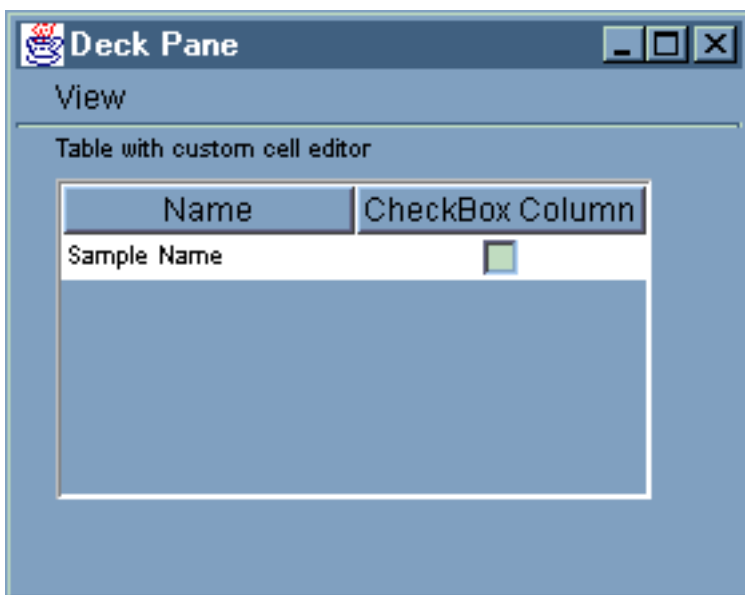 Deck Pane
View
Table with custom cell editor
Name CheckBox Column
Sample Name